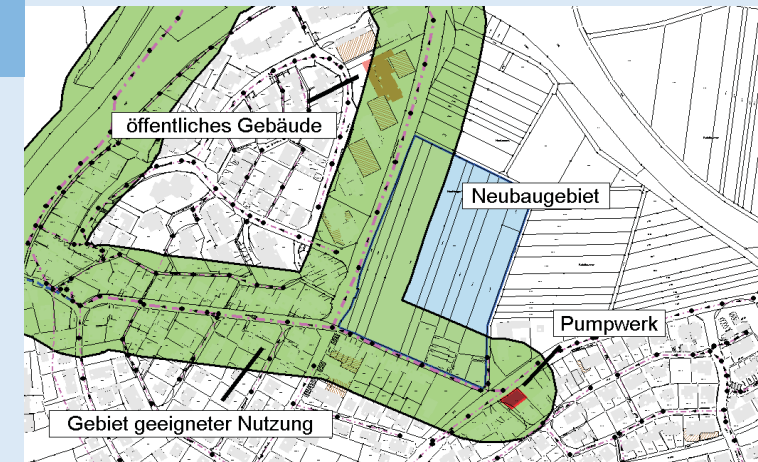 öffentliches Gebäude
Neubaugebiet
Pumpwerk
Gebiet geeigneter Nutzung